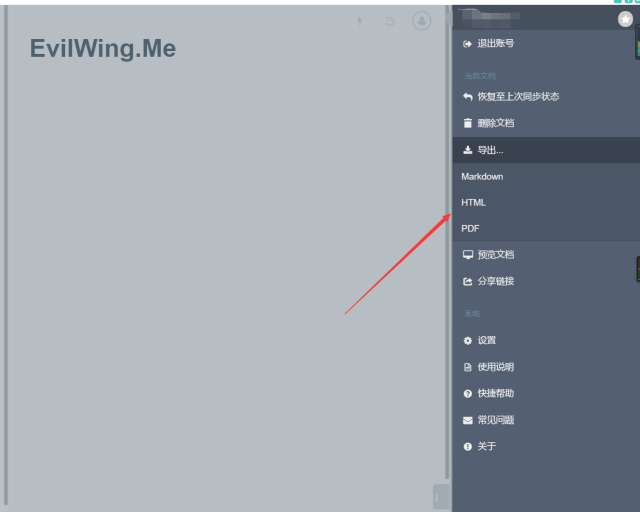 EvilWing.Me
退出账号
当前文档
恢复至上次同步状态
删除文档
导出...
Markdown
HTML
PDF
预览文档
分享链接
系统
设置
使用说明
快捷帮助
常见问题
关于